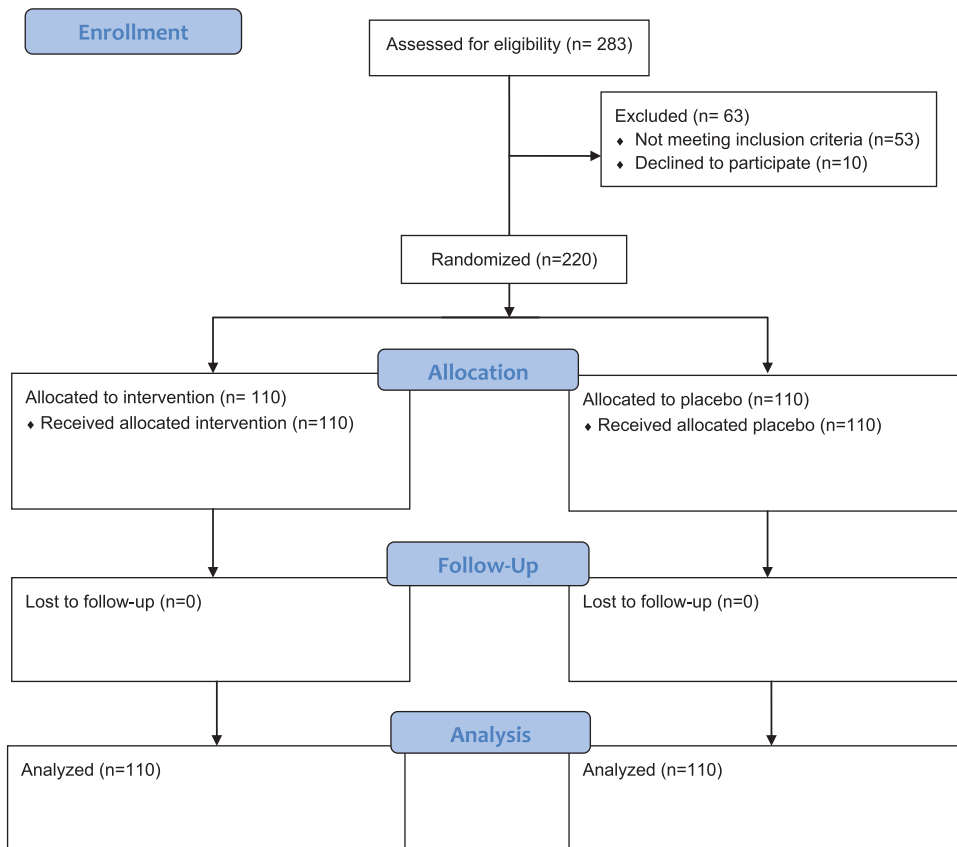 Enrollment
Assessed for eligibility (n= 283)
Excluded (n= 63)
♦ Not meeting inclusion criteria (n=53)
♦ Declined to participate (n=10)
Randomized (n=220)
Allocation
Allocated to intervention (n= 110)
♦ Received allocated intervention (n=110)
Allocated to placebo (n=110)
♦ Received allocated placebo (n=110)
Follow-Up
Lost to follow-up (n=0)
Lost to follow-up (n=0)
Analysis
Analyzed (n=110)
Analyzed (n=110)